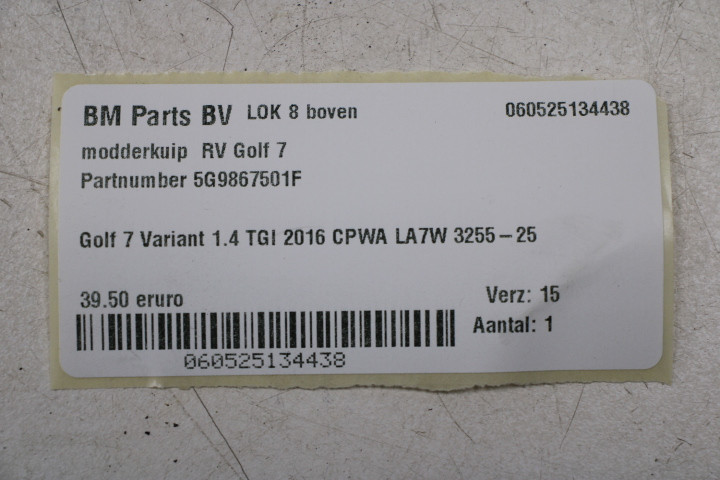 BM Parts BV LOK 8 boven 060525134438
modderkuip RV Golf 7
Partnumber 5G9867501F
Golf 7 Variant 1.4 TGI 2016 CPWA LA7W 3255-25
39.50 eruro Verz: 15
Aantal: 1
060525134438